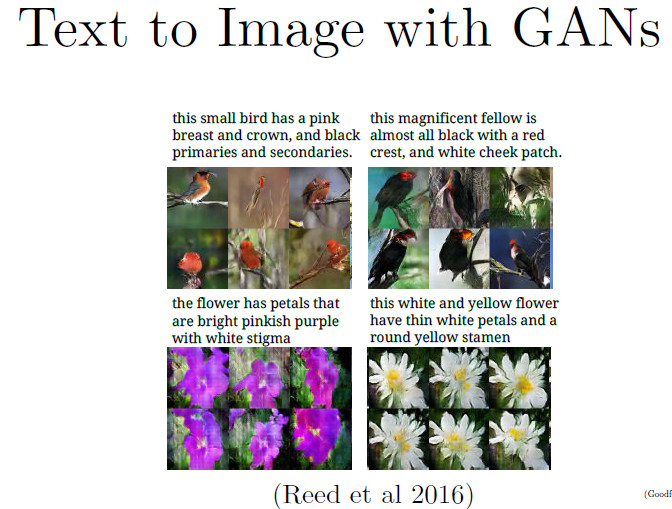 Text to Image with GANs
this small bird has a pink
breast and crown, and black
primaries and secondaries.
this magnificent fellow is
almost all black with a red
crest, and white cheek patch.
the flower has petals that
are bright pinkish purple
with white stigma
this white and yellow flower
have thin white petals and a
round yellow stamen
(Reed et al 2016)
(Goodf